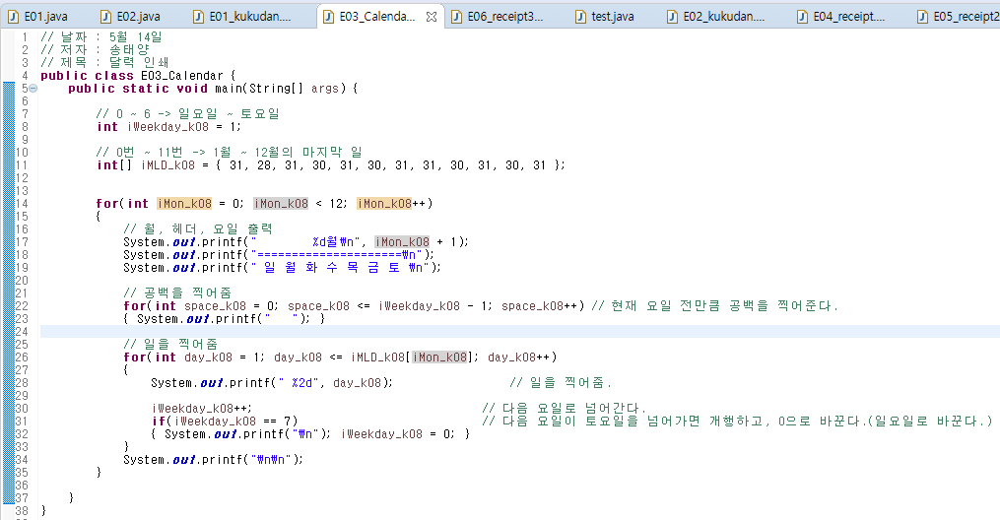 E01.java E02.java E01_kukudan.... E03_Calenda... E06_receipt3... test.java E02_kukudan.... E04_receipt.... E05_receipt2
1 // 날짜 : 5월 14일
2 // 저자 : 송태양
3 // 제목 : 달력 인쇄
4 public class E03_Calendar {
5 public static void main(String[] args) {
6
7 // 0 ~ 6 -> 일요일 ~ 토요일
8 int iWeekday_k08 = 1;
9
10 // 0번 ~ 11번 -> 1월 ~ 12월의 마지막 일
11 int[] iMLD_k08 = { 31, 28, 31, 30, 31, 30, 31, 31, 30, 31, 30, 31 };
12
13
14 for(int iMon_k08 = 0; iMon_k08 < 12; iMon_k08++)
15 {
16 // 월, 헤더, 요일 출력
17 System.out.printf("         %d월\n", iMon_k08 + 1);
18 System.out.printf("=====================\n");
19 System.out.printf(" 일 월 화 수 목 금 토 \n");
20
21 // 공백을 찍어줌
22 for(int space_k08 = 0; space_k08 <= iWeekday_k08 - 1; space_k08++) // 현재 요일 전만큼 공백을 찍어준다.
23 { System.out.printf("   "); }
24
25 // 일을 찍어줌
26 for(int day_k08 = 1; day_k08 <= iMLD_k08[iMon_k08]; day_k08++)
27 {
28 System.out.printf(" %2d", day_k08); // 일을 찍어줌.
29
30 iWeekday_k08++; // 다음 요일로 넘어간다.
31 if(iWeekday_k08 == 7) // 다음 요일이 토요일을 넘어가면 개행하고, 0으로 바꾼다.(일요일로 바꾼다.)
32 { System.out.printf("\n"); iWeekday_k08 = 0; }
33 }
34 System.out.printf("\n\n");
35 }
36
37 }
38 }